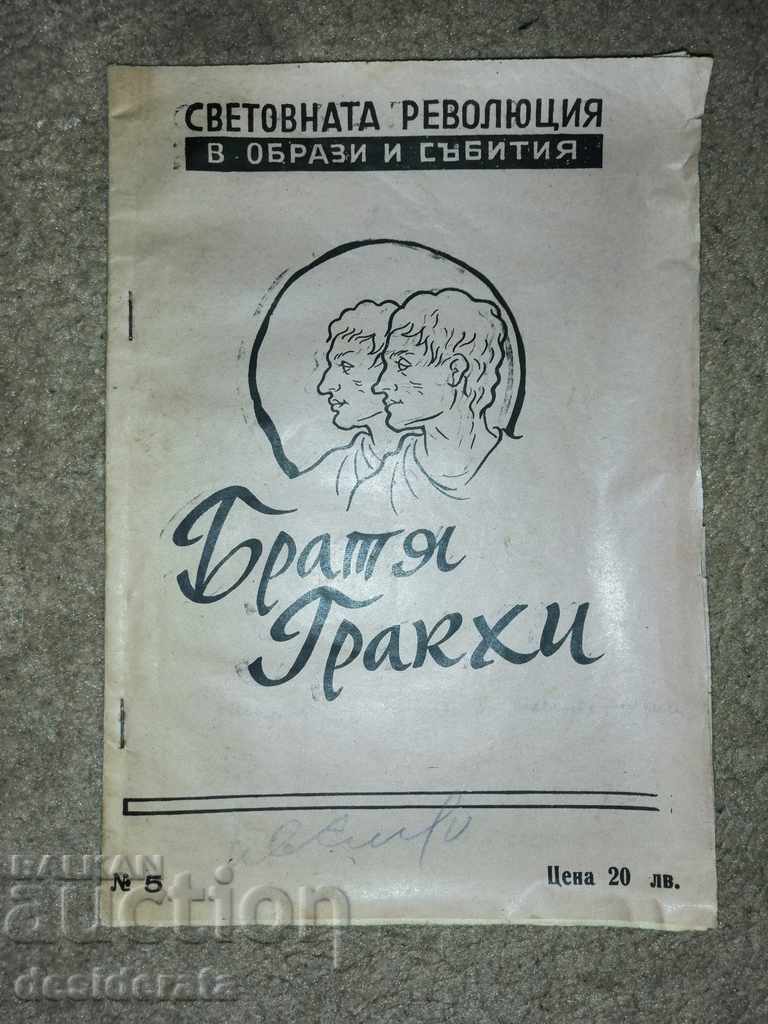 СВЕТОВНАТА РЕВОЛЮЦИЯ
В ОБРАЗИ И СЪБИТИЯ
Братя
Гракхи
№ 5
Цена 20 лв.
BALKAN
auction
desiderata